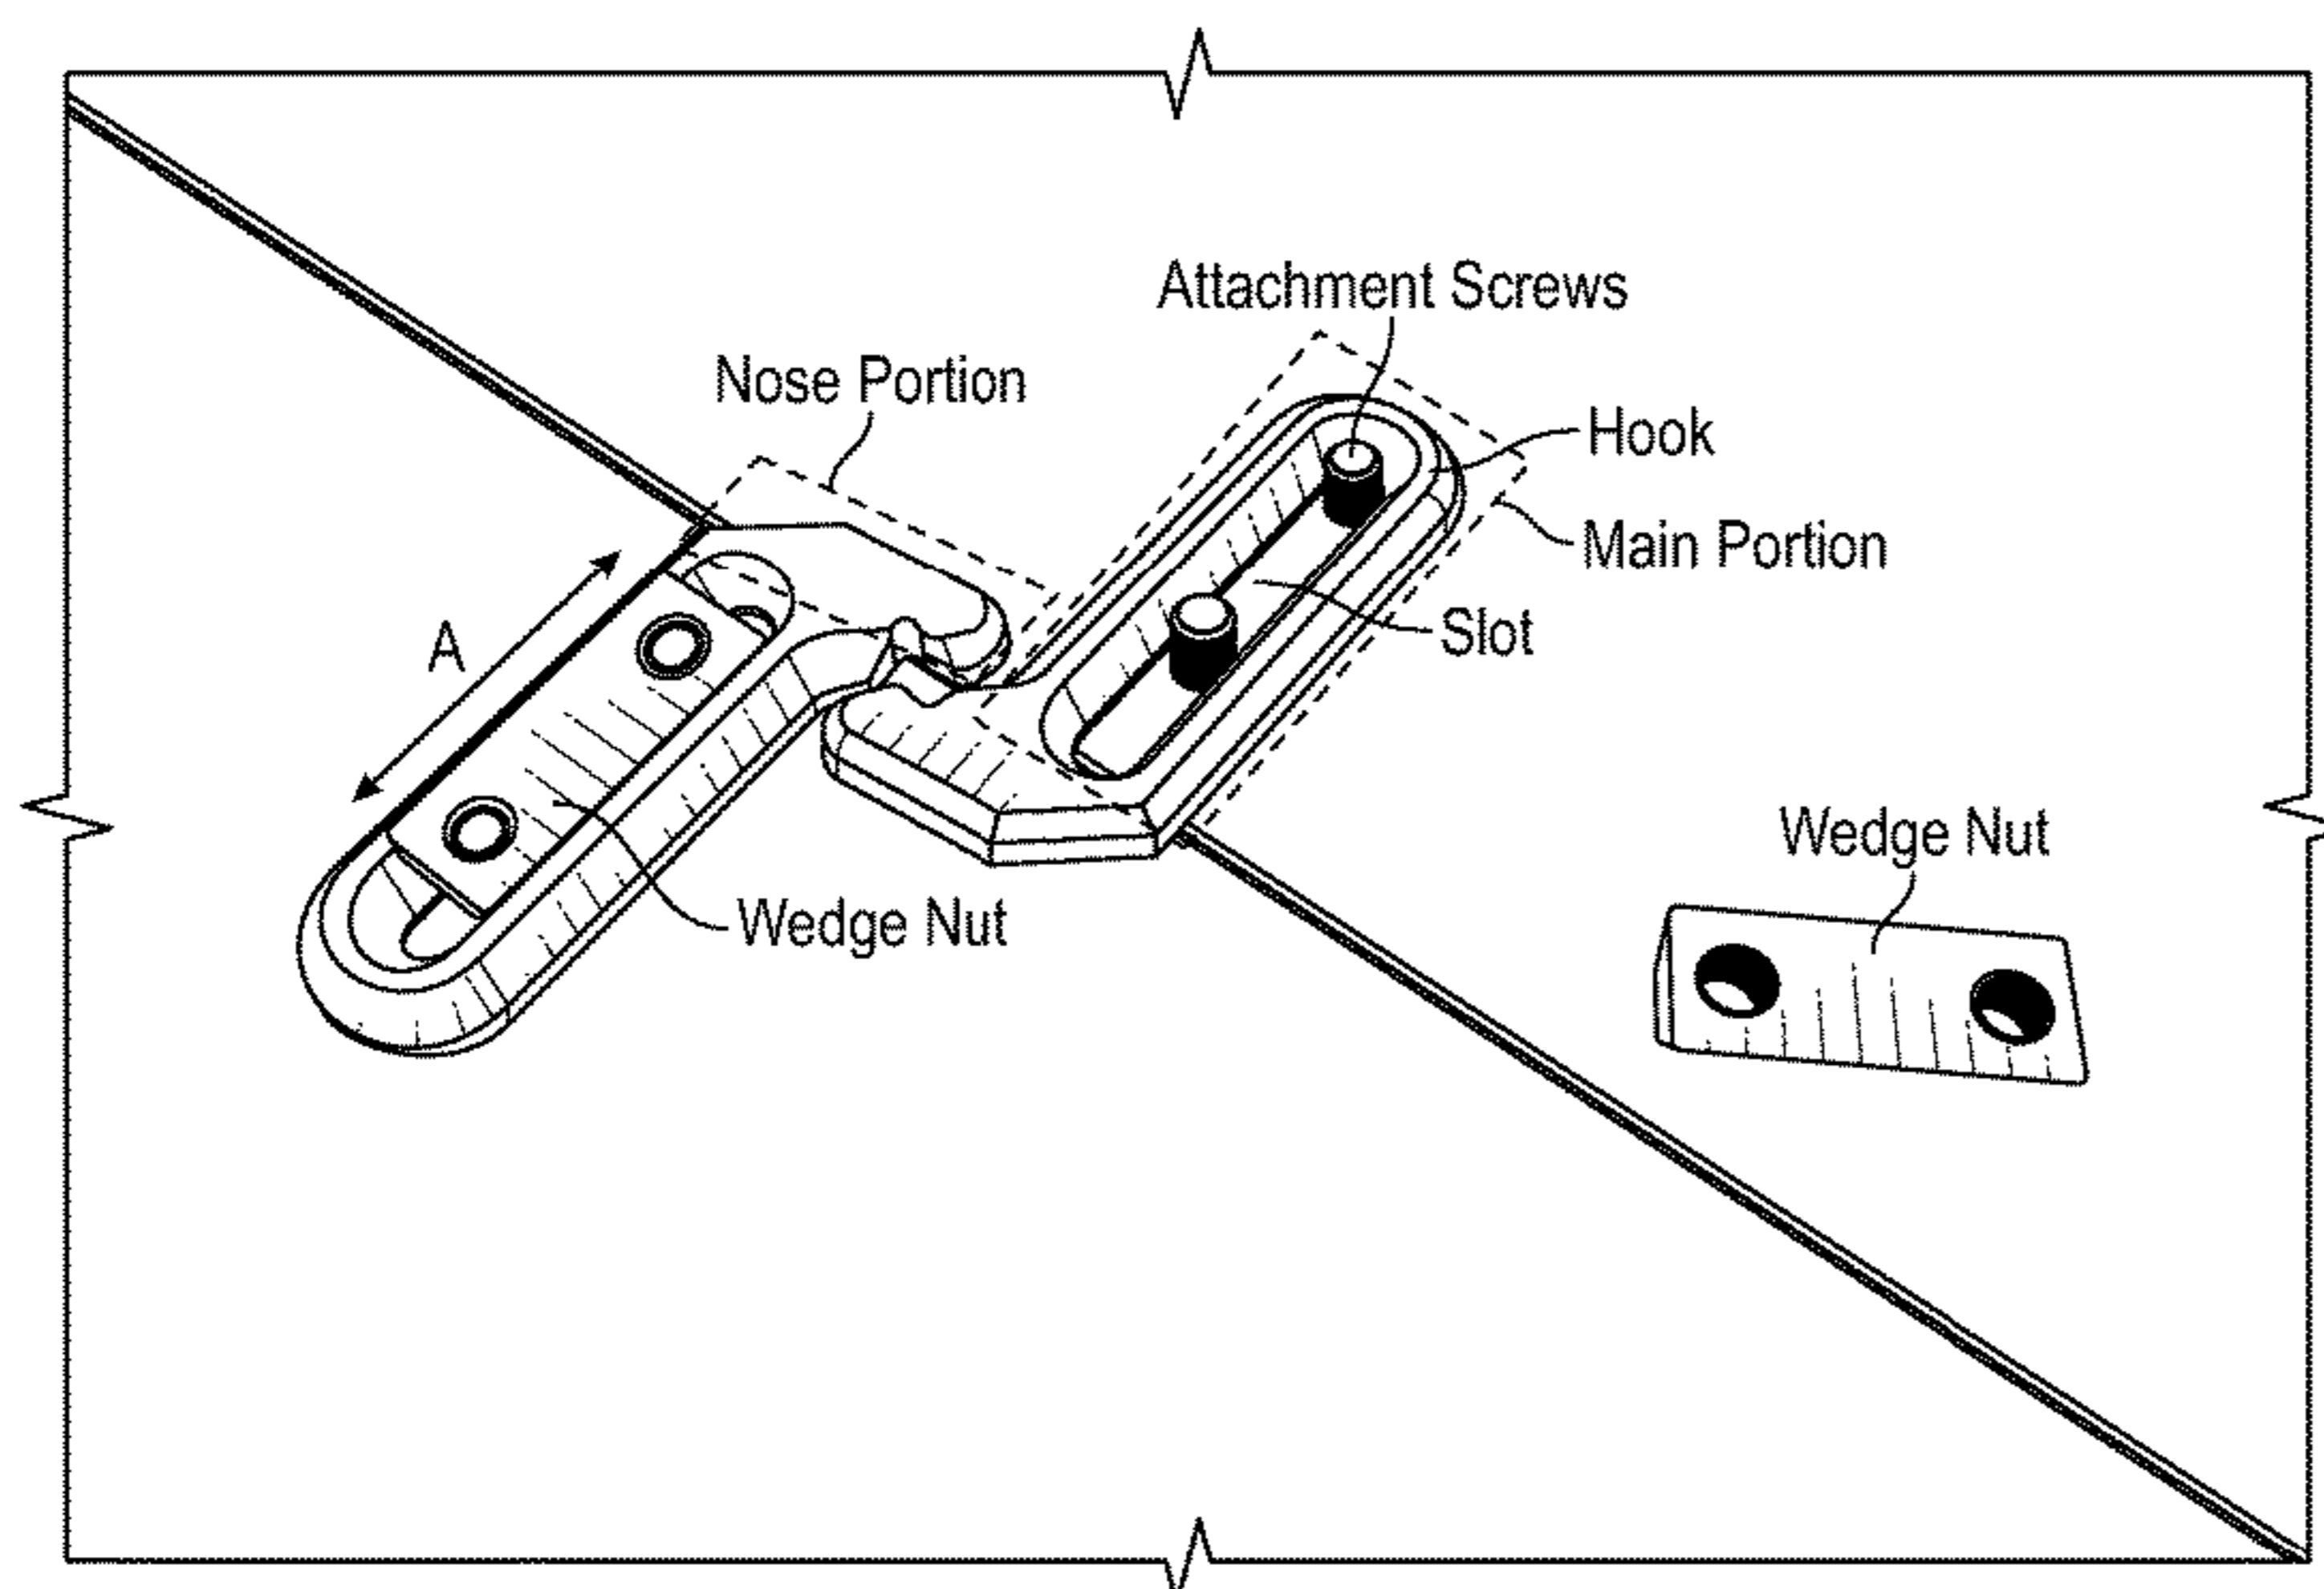 Attachment Screws
Nose Portion
Hook
Main Portion
Slot
A
Wedge Nut
Wedge Nut